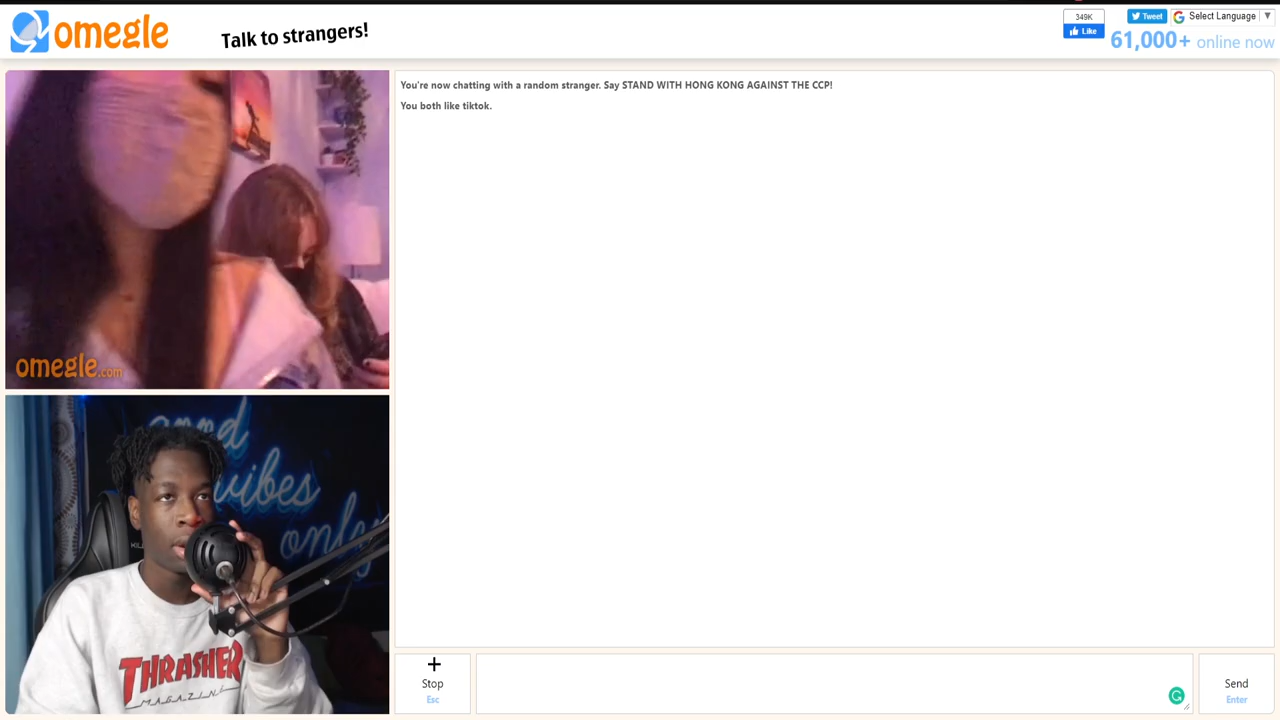 omegle
Talk to strangers!
349K
Like
Tweet
Select Language ▼
61,000+ online now
You're now chatting with a random stranger. Say STAND WITH HONG KONG AGAINST THE CCP!
You both like tiktok.
omegle.com
good
vibes
only
THRASHER
MAGAZINE
+
Stop
Esc
Send
Enter